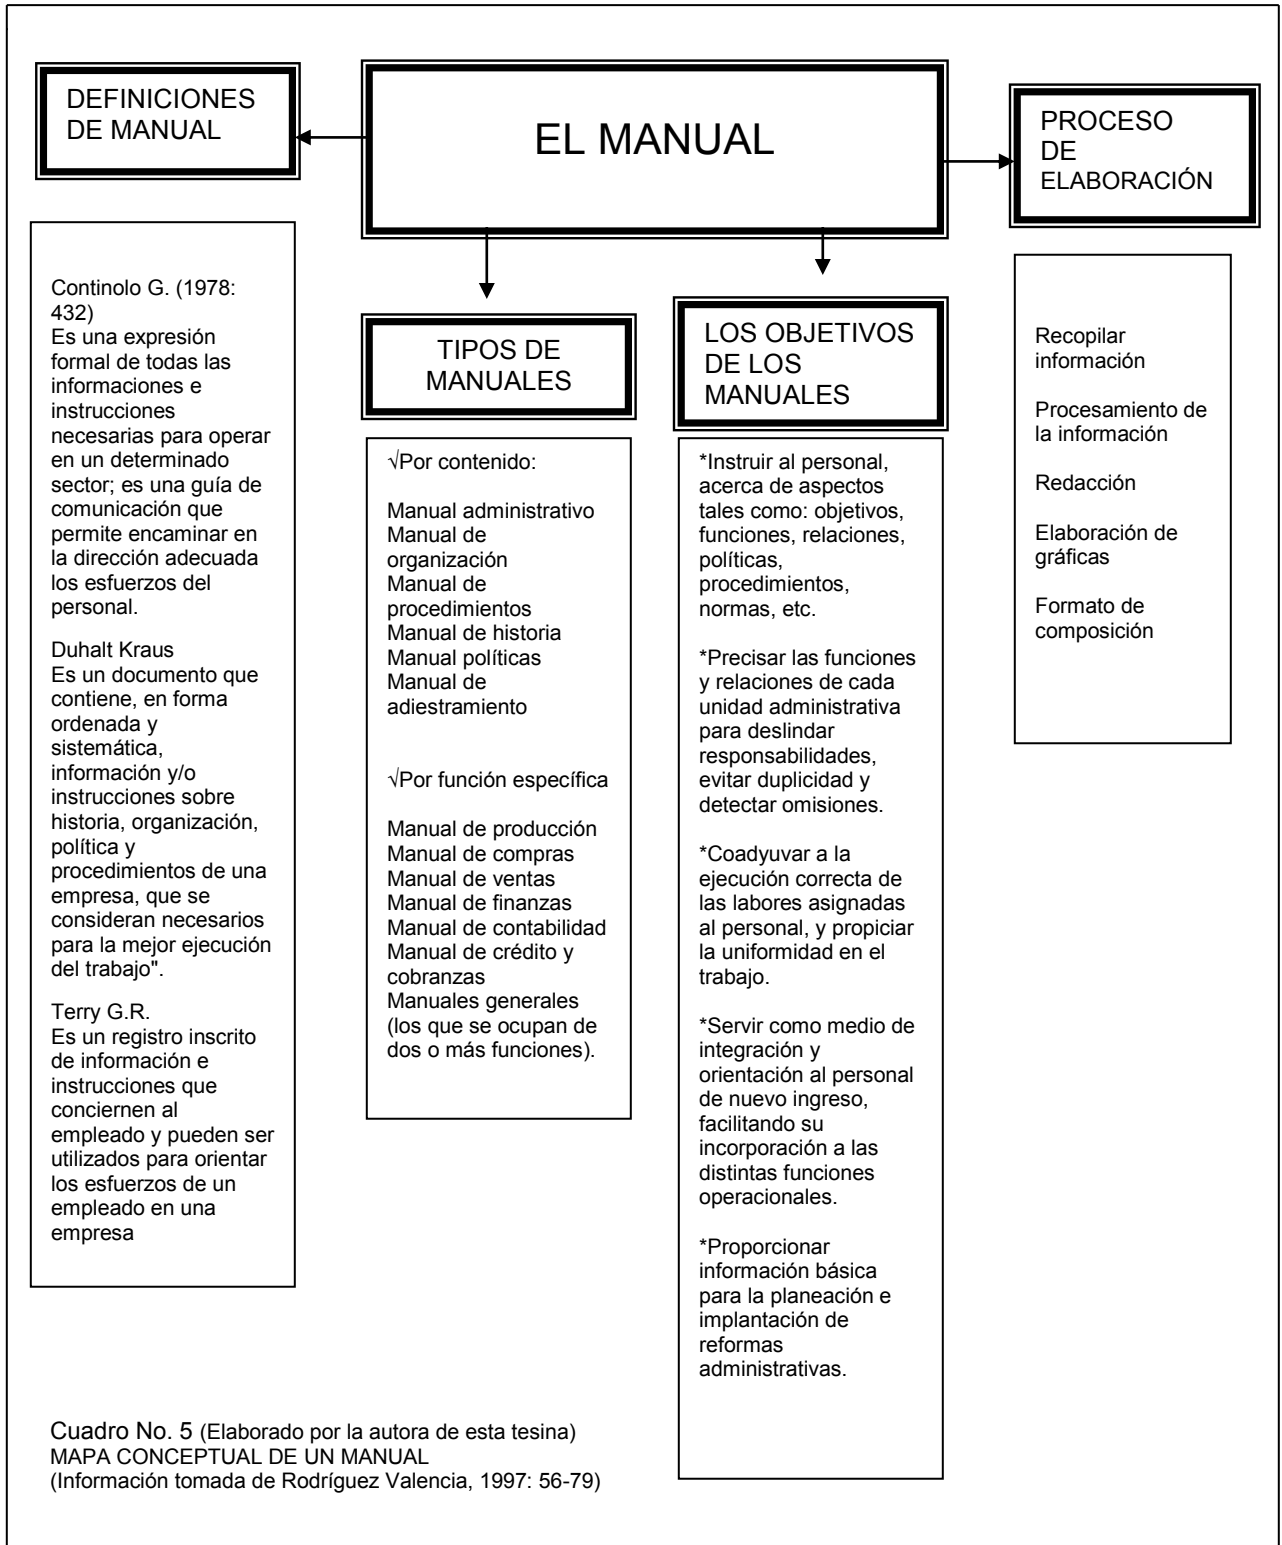 EL MANUAL
DEFINICIONES
DE MANUAL
Continolo G. (1978:
432)
Es una expresión
formal de todas las
informaciones e
instrucciones
necesarias para operar
en un determinado
sector; es una guía de
comunicación que
permite encaminar en
la dirección adecuada
los esfuerzos del
personal.
Duhalt Kraus
Es un documento que
contiene, en forma
ordenada y
sistemática,
información y/o
instrucciones sobre
historia, organización,
política y
procedimientos de una
empresa, que se
consideran necesarios
para la mejor ejecución
del trabajo".
Terry G.R.
Es un registro inscrito
de información e
instrucciones que
conciernen al
empleado y pueden ser
utilizados para orientar
los esfuerzos de un
empleado en una
empresa
TIPOS DE
MANUALES
√Por contenido:
Manual administrativo
Manual de
organización
Manual de
procedimientos
Manual de historia
Manual políticas
Manual de
adiestramiento
√Por función específica
Manual de producción
Manual de compras
Manual de ventas
Manual de finanzas
Manual de contabilidad
Manual de crédito y
cobranzas
Manuales generales
(los que se ocupan de
dos o más funciones).
LOS OBJETIVOS
DE LOS
MANUALES
*Instruir al personal,
acerca de aspectos
tales como: objetivos,
funciones, relaciones,
políticas,
procedimientos,
normas, etc.
*Precisar las funciones
y relaciones de cada
unidad administrativa
para deslindar
responsabilidades,
evitar duplicidad y
detectar omisiones.
*Coadyuvar a la
ejecución correcta de
las labores asignadas
al personal, y propiciar
la uniformidad en el
trabajo.
*Servir como medio de
integración y
orientación al personal
de nuevo ingreso,
facilitando su
incorporación a las
distintas funciones
operacionales.
*Proporcionar
información básica
para la planeación e
implantación de
reformas
administrativas.
PROCESO
DE
ELABORACIÓN
Recopilar
información
Procesamiento de
la información
Redacción
Elaboración de
gráficas
Formato de
composición
Cuadro No. 5 (Elaborado por la autora de esta tesina)
MAPA CONCEPTUAL DE UN MANUAL
(Información tomada de Rodríguez Valencia, 1997: 56-79)